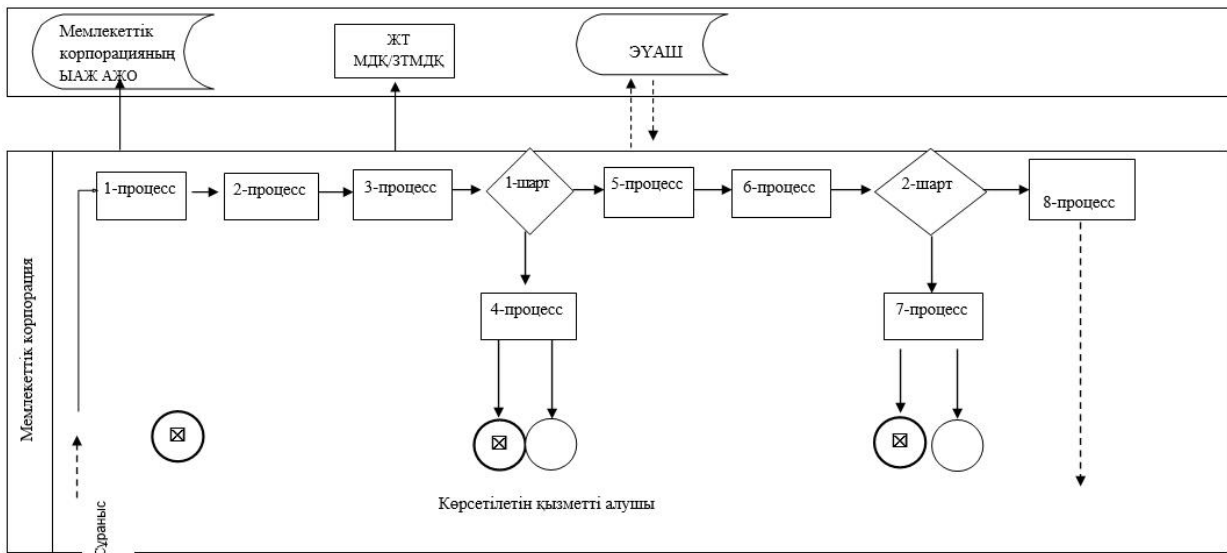 Мемлекеттік
корпорацияның
ЫАЖ АЖО
ЖТ
МДҚ/ЗТМДҚ
ЭҮАШ
1-процесс
2-процесс
3-процесс
1-шарт
5-процесс
6-процесс
2-шарт
8-процесс
4-процесс
7-процесс
Мемлекеттік корпорация
Сұраныс
Көрсетілетін қызметті алушы